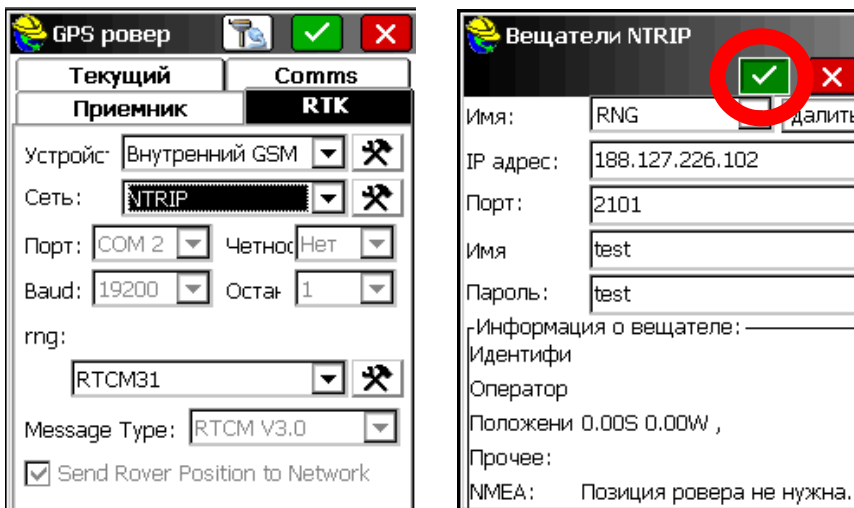 GPS ровер
Текущий Comms
Приемник RTK
Устройс Внутренний GSM
Сеть: NTRIP
Порт: COM 2 Четнос Нет
Baud: 19200 Остан 1
rng:
RTCM31
Message Type: RTCM V3.0
Send Rover Position to Network
Вещатели NTRIP
Имя: RNG далить
IP адрес: 188.127.226.102
Порт: 2101
Имя test
Пароль: test
Информация о вещателе:
Идентифи
Оператор
Положени 0.00S 0.00W ,
Прочее:
NMEA: Позиция ровера не нужна.